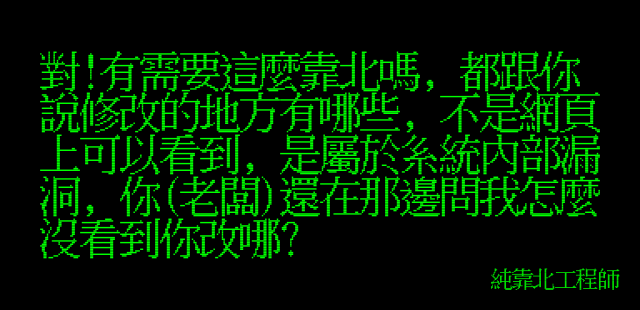 對!有需要這麼靠北嗎，都跟你
說修改的地方有哪些，不是網頁
上可以看到，是屬於系統內部漏
洞，你(老闆)還在那邊問我怎麼
沒看到你改哪?
純靠北工程師